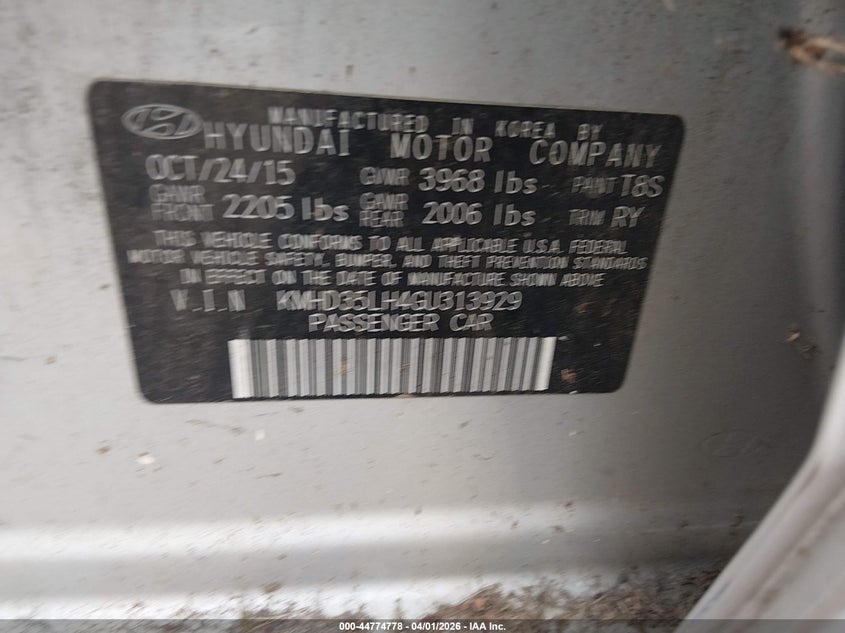 MANUFACTURED IN KOREA BY
HYUNDAI MOTOR COMPANY
OCT/24/15 GVWR 3968 lbs PAINT T8S
GAWR FRONT 2205 lbs GAWR REAR 2006 lbs TRIM RY
THIS VEHICLE CONFORMS TO ALL APPLICABLE U.S.A. FEDERAL
MOTOR VEHICLE SAFETY, BUMPER, AND THEFT PREVENTION STANDARDS
IN EFFECT ON THE DATE OF MANUFACTURE SHOWN ABOVE
V.I.N KMHD35LH4GU313929
PASSENGER CAR
000-44774778 - 04/01/2026 - IAA Inc.